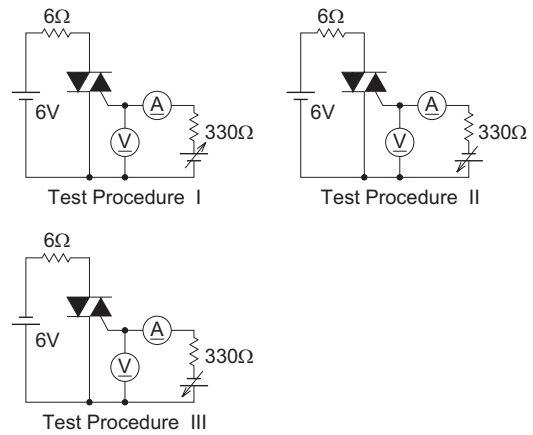 6Ω
6V
A
V
330Ω
Test Procedure I
6Ω
6V
A
V
330Ω
Test Procedure II
6Ω
6V
A
V
330Ω
Test Procedure III